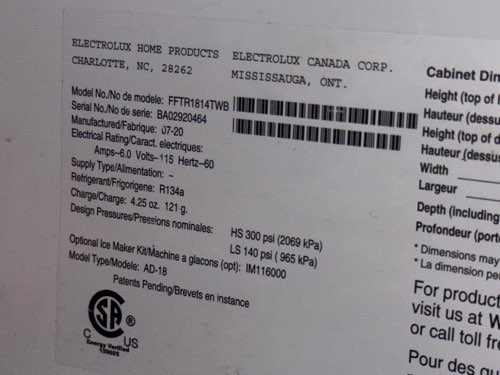 ELECTROLUX HOME PRODUCTS
CHARLOTTE, NC, 28262
ELECTROLUX CANADA CORP.
MISSISSAUGA, ONT.
Model No./No de modele: FFTR1814TWB
Serial No./No de serie: BA02920464
Manufactured/Fabrique: 07-20
Electrical Rating/Caract. electriques:
Amps--6.0 Volts--115 Hertz--60
Supply Type/Alimentation: ~
Refrigerant/Frigorigene: R134a
Charge/Charge: 4.25 oz. 121 g.
Design Pressures/Pressions nominales: HS 300 psi (2069 kPa)
LS 140 psi ( 965 kPa)
Optional Ice Maker Kit/Machine a glacons (opt): IM116000
Model Type/Modele: AD-18
Patents Pending/Brevets en instance
CSA ®
C US
Energy Verified
159605
Cabinet Din
Height (top of
Hauteur (dessu
Height (top of d
Hauteur (dessus
Width
Largeur
Depth (including
Profondeur (port
* Dimensions may
* La dimension pe
For product
visit us at W
or call toll fre
Pour des qu